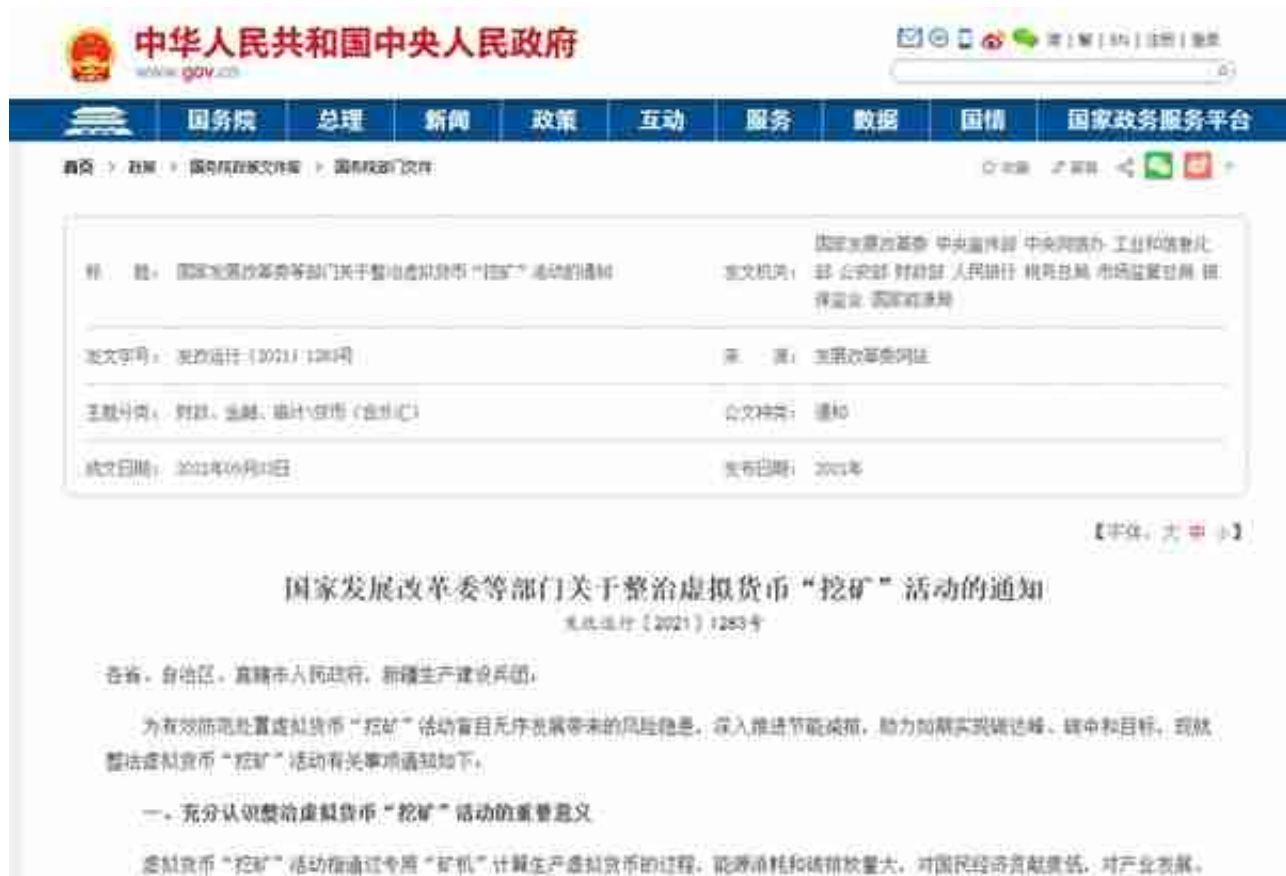 中华人民共和国中央人民政府
www.gov.cn
简 | 繁 | EN | 注册 | 登录
国务院 总理 新闻 政策 互动 服务 数据 国情 国家政务服务平台
首页 > 政策 > 国务院政策文件库 > 国务院部门文件
收藏
标 题: 国家发展改革委等部门关于整治虚拟货币“挖矿”活动的通知
发文机关: 国家发展改革委 中央宣传部 中央网信办 工业和信息化
部 公安部 财政部 人民银行 税务总局 市场监管总局 银
保监会 国家能源局
发文字号: 发改运行〔2021〕1283号
来 源: 发展改革委网站
主题分类: 财政、金融、审计\货币(含外汇)
公文种类: 通知
成文日期: 2021年09月03日
发布日期: 2021年
【字体:大 中 小】
国家发展改革委等部门关于整治虚拟货币“挖矿”活动的通知
发改运行〔2021〕1283号
各省、自治区、直辖市人民政府,新疆生产建设兵团:
为有效防范处置虚拟货币“挖矿”活动盲目无序发展带来的风险隐患,深入推进节能减排,助力如期实现碳达峰、碳中和目标,现就
整治虚拟货币“挖矿”活动有关事项通知如下:
一、充分认识整治虚拟货币“挖矿”活动的重要意义
虚拟货币“挖矿”活动指通过专用“矿机”计算生产虚拟货币的过程,能源消耗和碳排放量大,对国民经济贡献度低,对产业发展、